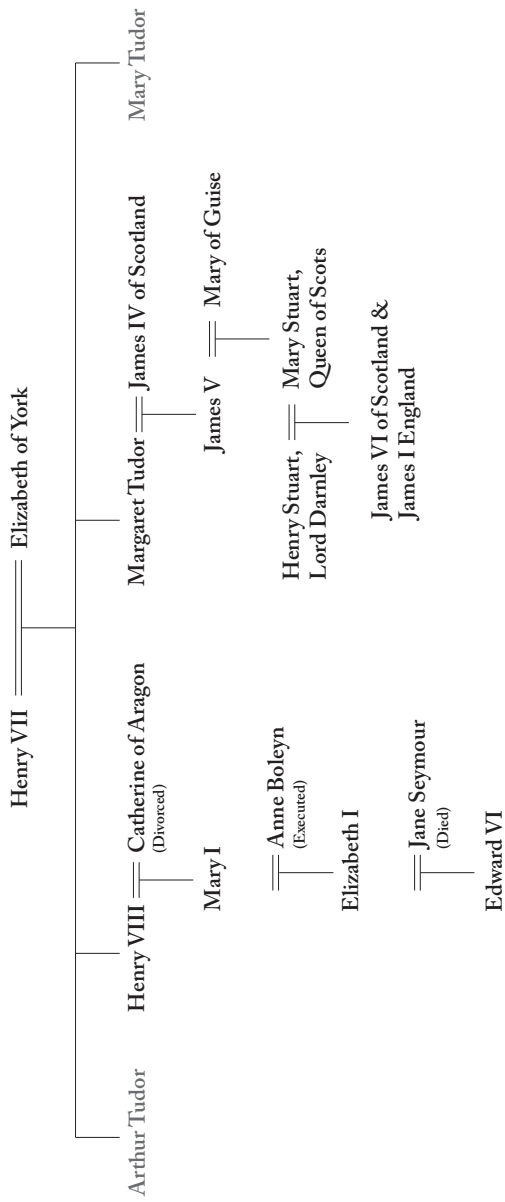 Henry VII
Elizabeth of York
Arthur Tudor
Henry VIII
Catherine of Aragon
(Divorced)
Mary I
Anne Boleyn
(Executed)
Elizabeth I
Jane Seymour
(Died)
Edward VI
Margaret Tudor
James IV of Scotland
James V
Mary of Guise
Henry Stuart,
Lord Darnley
Mary Stuart,
Queen of Scots
James VI of Scotland &
James I England
Mary Tudor